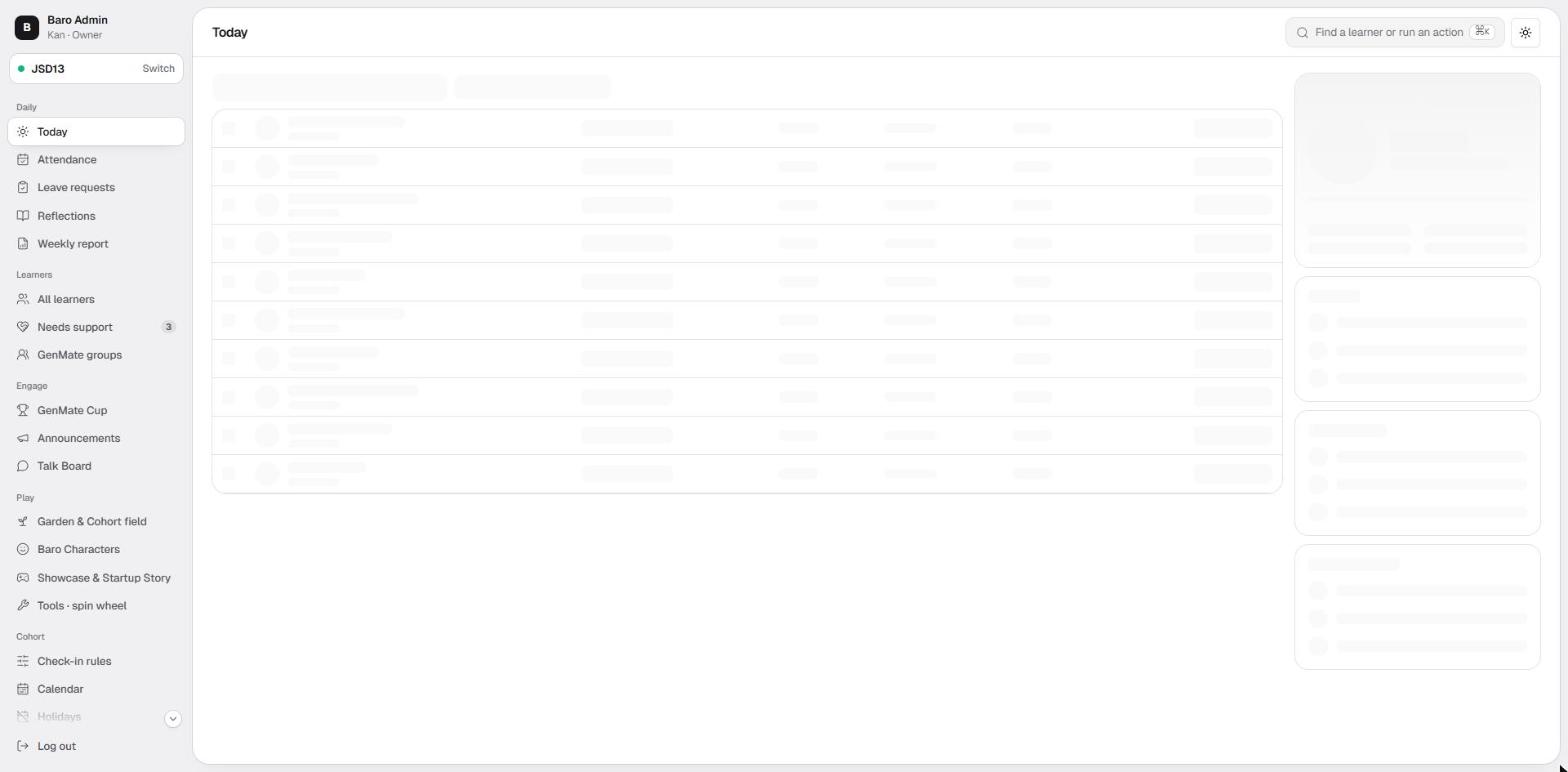 B
Baro Admin
Kan · Owner
JSD13
Switch
Daily
Today
Attendance
Leave requests
Reflections
Weekly report
Learners
All learners
Needs support
3
GenMate groups
Engage
GenMate Cup
Announcements
Talk Board
Play
Garden & Cohort field
Baro Characters
Showcase & Startup Story
Tools · spin wheel
Cohort
Check-in rules
Calendar
Holidays
Log out
Today
Find a learner or run an action
⌘K